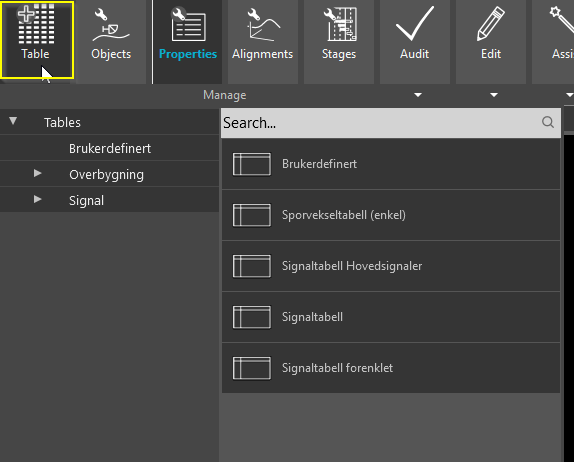 Table
Objects
Properties
Alignments
Stages
Audit
Edit
Assi
Manage
Tables
Brukerdefinert
Overbygning
Signal
Search...
Brukerdefinert
Sporvekseltabell (enkel)
Signaltabell Hovedsignaler
Signaltabell
Signaltabell forenklet